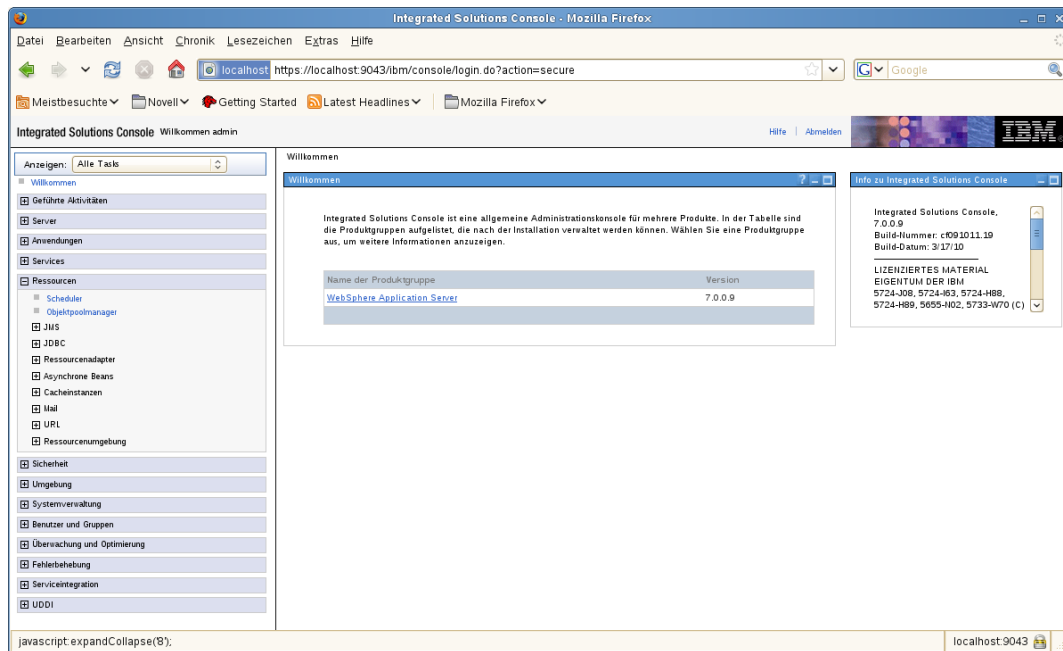 Integrated Solutions Console - Mozilla Firefox
Datei Bearbeiten Ansicht Chronik Lesezeichen Extras Hilfe
localhost https://localhost:9043/ibm/console/login.do?action=secure
G Google
Meistbesuchte Novell Getting Started Latest Headlines Mozilla Firefox
Integrated Solutions Console Willkommen admin
Hilfe Abmelden
IBM.
Anzeigen: Alle Tasks
Willkommen
Geführte Aktivitäten
Server
Anwendungen
Services
Ressourcen
Scheduler
Objektpoolmanager
JMS
JDBC
Ressourcenadapter
Asynchrone Beans
Cacheinstanzen
Mail
URL
Ressourcenumgebung
Sicherheit
Umgebung
Systemverwaltung
Benutzer und Gruppen
Überwachung und Optimierung
Fehlerbehebung
Serviceintegration
UDDI
Willkommen
Willkommen ?
Integrated Solutions Console ist eine allgemeine Administrationskonsole für mehrere Produkte. In der Tabelle sind
die Produktgruppen aufgelistet, die nach der Installation verwaltet werden können. Wählen Sie eine Produktgruppe
aus, um weitere Informationen anzuzeigen.
Name der Produktgruppe Version
WebSphere Application Server 7.0.0.9
Info zu Integrated Solutions Console
Integrated Solutions Console,
7.0.0.9
Build-Nummer: cf091011.19
Build-Datum: 3/17/10
LIZENZIERTES MATERIAL
EIGENTUM DER IBM
5724-J08, 5724-I63, 5724-H88,
5724-H89, 5655-N02, 5733-W70 (C)
javascript:expandCollapse('8');
localhost:9043